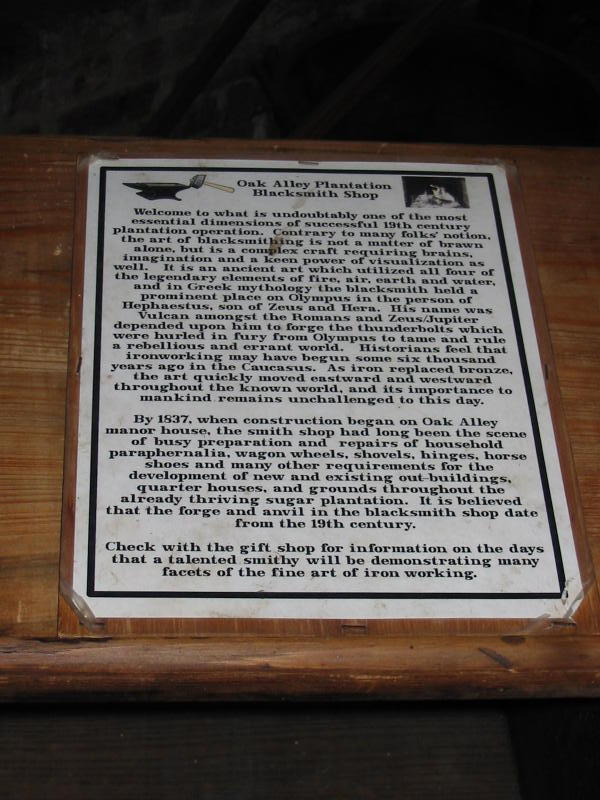 Oak Alley Plantation
Blacksmith Shop
Welcome to what is undoubtably one of the most
essential dimensions of successful 19th century
plantation operation. Contrary to many folks' notion,
the art of blacksmithing is not a matter of brawn
alone, but is a complex craft requiring brains,
imagination and a keen power of visualization as
well. It is an ancient art which utilized all four of
the legendary elements of fire, air, earth and water,
and in Greek mythology the blacksmith held a
prominent place on Olympus in the person of
Hephaestus, son of Zeus and Hera. His name was
Vulcan amongst the Romans and Zeus/Jupiter
depended upon him to forge the thunderbolts which
were hurled in fury from Olympus to tame and rule
a rebellious and errant world. Historians feel that
ironworking may have begun some six thousand
years ago in the Caucasus. As iron replaced bronze,
the art quickly moved eastward and westward
throughout the known world, and its importance to
mankind remains unchallenged to this day.
By 1837, when construction began on Oak Alley
manor house, the smith shop had long been the scene
of busy preparation and repairs of household
paraphernalia, wagon wheels, shovels, hinges, horse
shoes and many other requirements for the
development of new and existing out-buildings,
quarter houses, and grounds throughout the
already thriving sugar plantation. It is believed
that the forge and anvil in the blacksmith shop date
from the 19th century.
Check with the gift shop for information on the days
that a talented smithy will be demonstrating many
facets of the fine art of iron working.